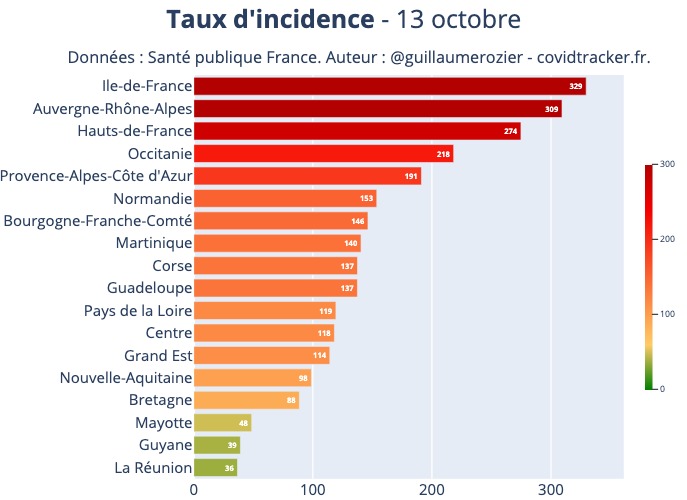 Taux d'incidence - 13 octobre
Données : Santé publique France. Auteur : @guillaumerozier - covidtracker.fr.
Ile-de-France 329
Auvergne-Rhône-Alpes 309
Hauts-de-France 274
Occitanie 218
Provence-Alpes-Côte d'Azur 191
Normandie 153
Bourgogne-Franche-Comté 146
Martinique 140
Corse 137
Guadeloupe 137
Pays de la Loire 119
Centre 118
Grand Est 114
Nouvelle-Aquitaine 98
Bretagne 88
Mayotte 48
Guyane 39
La Réunion 36
0 100 200 300
300
200
100
0